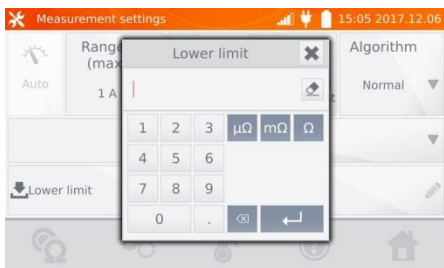 Measurement settings 15:05 2017.12.06
Range Lower limit Algorithm
(max
Auto 1 A t Normal
1 2 3 µΩ mΩ Ω
4 5 6
Lower limit 7 8 9
0 .